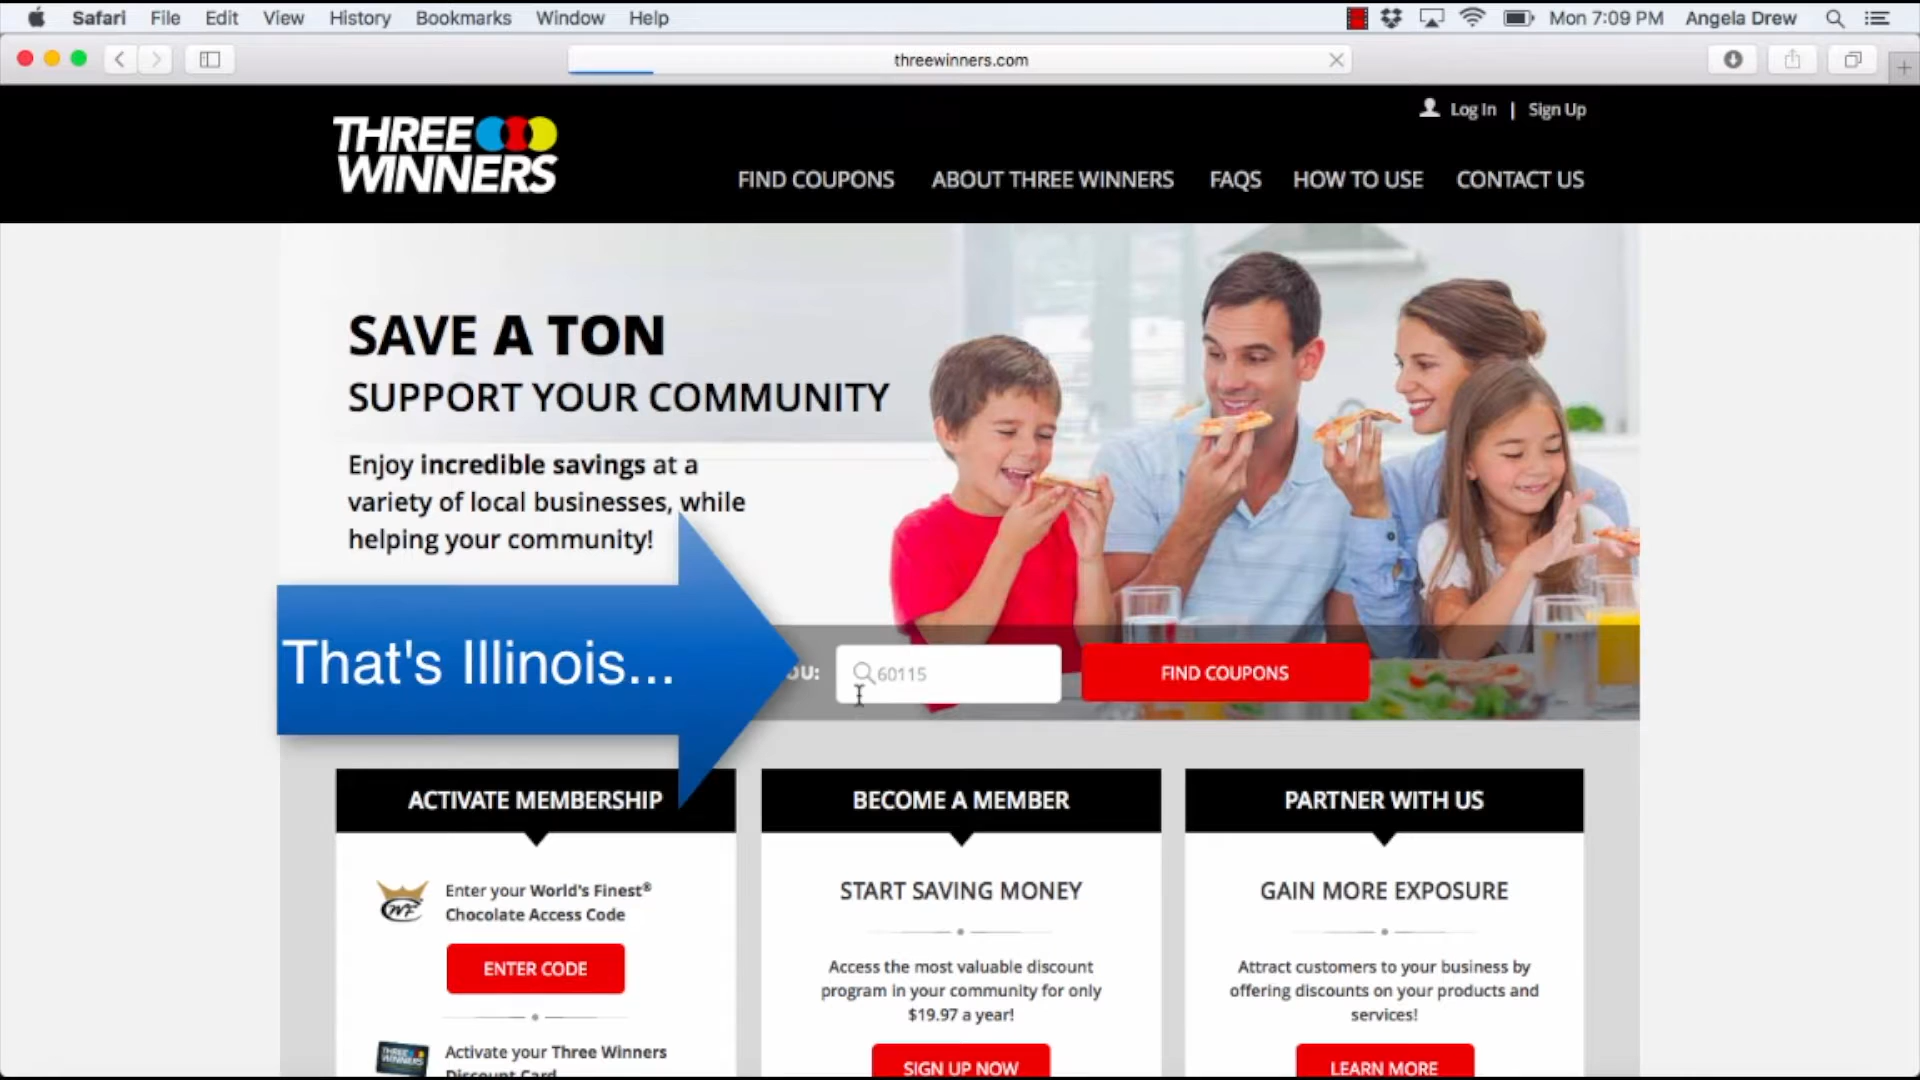 Safari File Edit View History Bookmarks Window Help Mon 7:09 PM Angela Drew
threewinners.com
Log In | Sign Up
THREE
WINNERS
FIND COUPONS ABOUT THREE WINNERS FAQS HOW TO USE CONTACT US
SAVE A TON
SUPPORT YOUR COMMUNITY
Enjoy incredible savings at a
variety of local businesses, while
helping your community!
That's Illinois...
60115
FIND COUPONS
ACTIVATE MEMBERSHIP
Enter your World's Finest®
Chocolate Access Code
ENTER CODE
THREE
WINNERS
Activate your Three Winners
Discount Card
BECOME A MEMBER
START SAVING MONEY
Access the most valuable discount
program in your community for only
$19.97 a year!
SIGN UP NOW
PARTNER WITH US
GAIN MORE EXPOSURE
Attract customers to your business by
offering discounts on your products and
services!
LEARN MORE